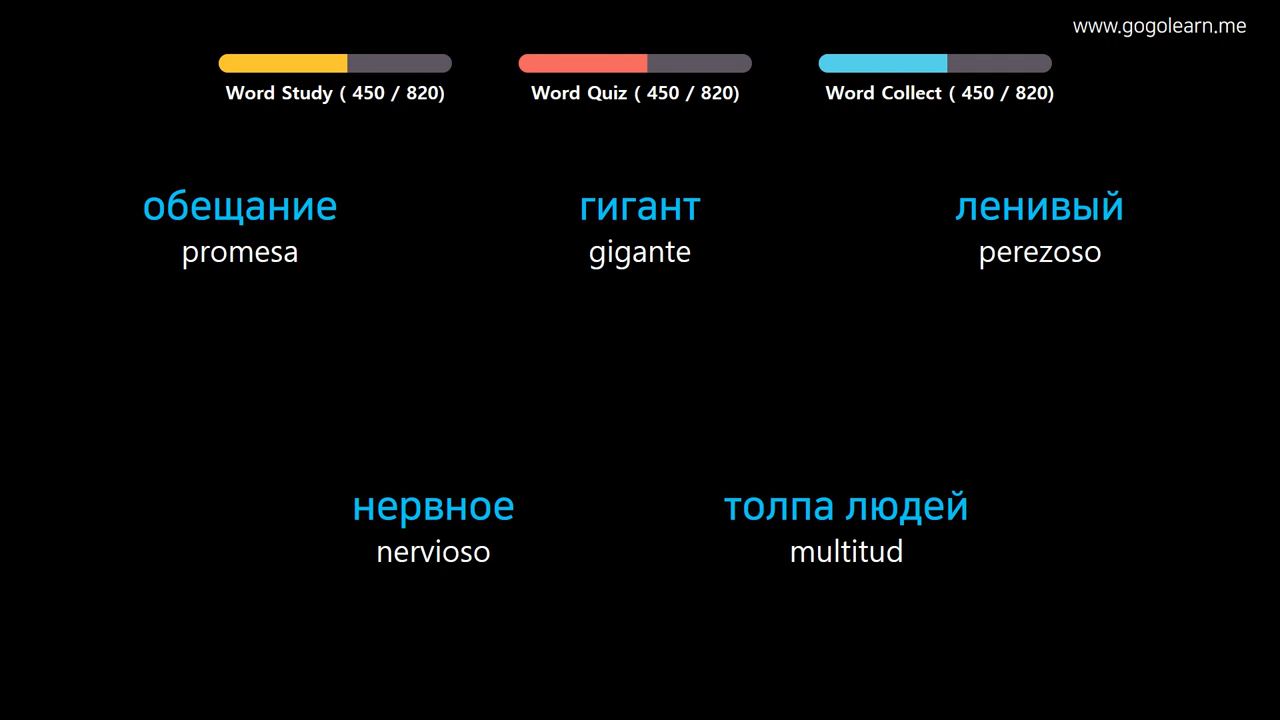 www.gogolearn.me
Word Study ( 450 / 820)
Word Quiz ( 450 / 820)
Word Collect ( 450 / 820)
обещание
promesa
гигант
gigante
ленивый
perezoso
нервное
nervioso
толпа людей
multitud